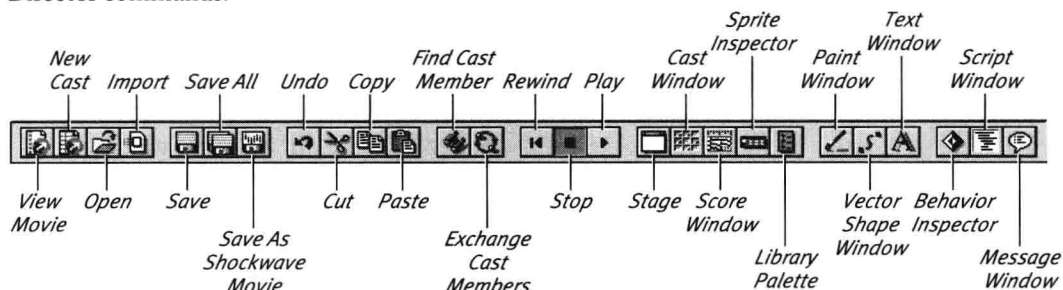 Director commands.
New
Cast
Import
Save All
Undo
Copy
Find Cast
Member
Rewind
Play
Cast
Window
Sprite
Inspector
Paint
Window
Text
Window
Script
Window
View
Movie
Open
Save
Save As
Shockwave
Movie
Cut
Paste
Exchange
Cast
Members
Stop
Stage
Score
Window
Library
Palette
Vector
Shape
Window
Behavior
Inspector
Message
Window